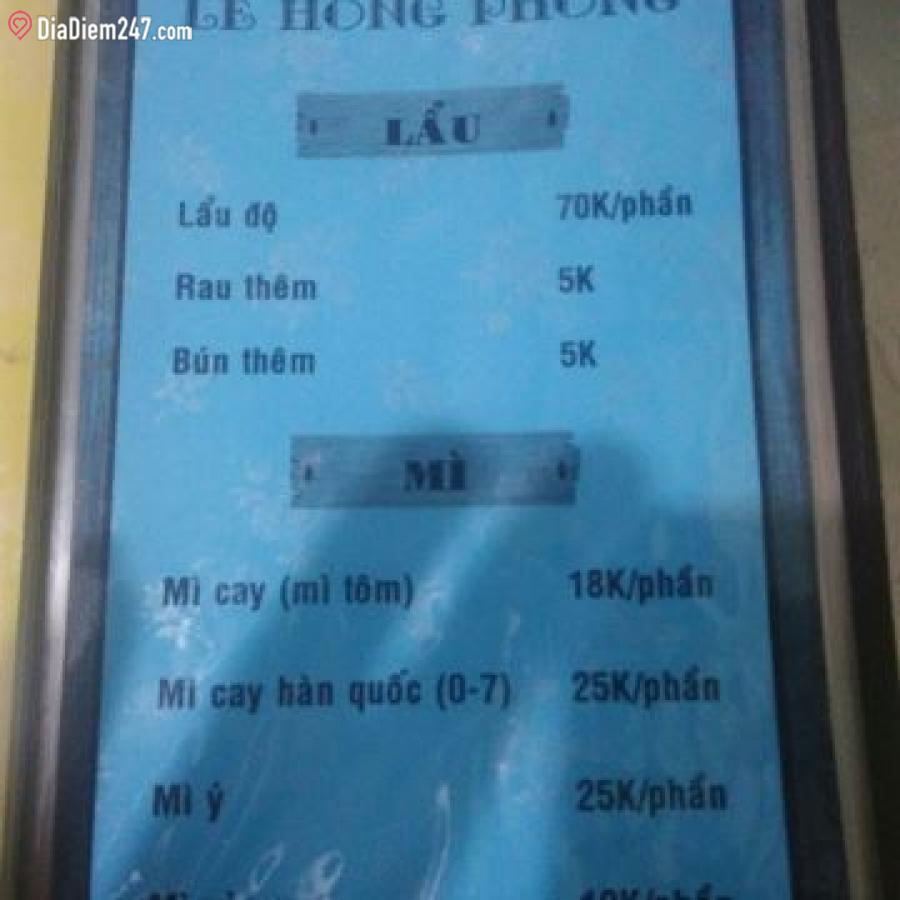 DiaDiem247.com
LÊ HỒNG PHONG
LẨU
Lẩu độ 70K/phần
Rau thêm 5K
Bún thêm 5K
MÌ
Mì cay (mì tôm) 18K/phần
Mì cay hàn quốc (0-7) 25K/phần
Mì ý 25K/phần